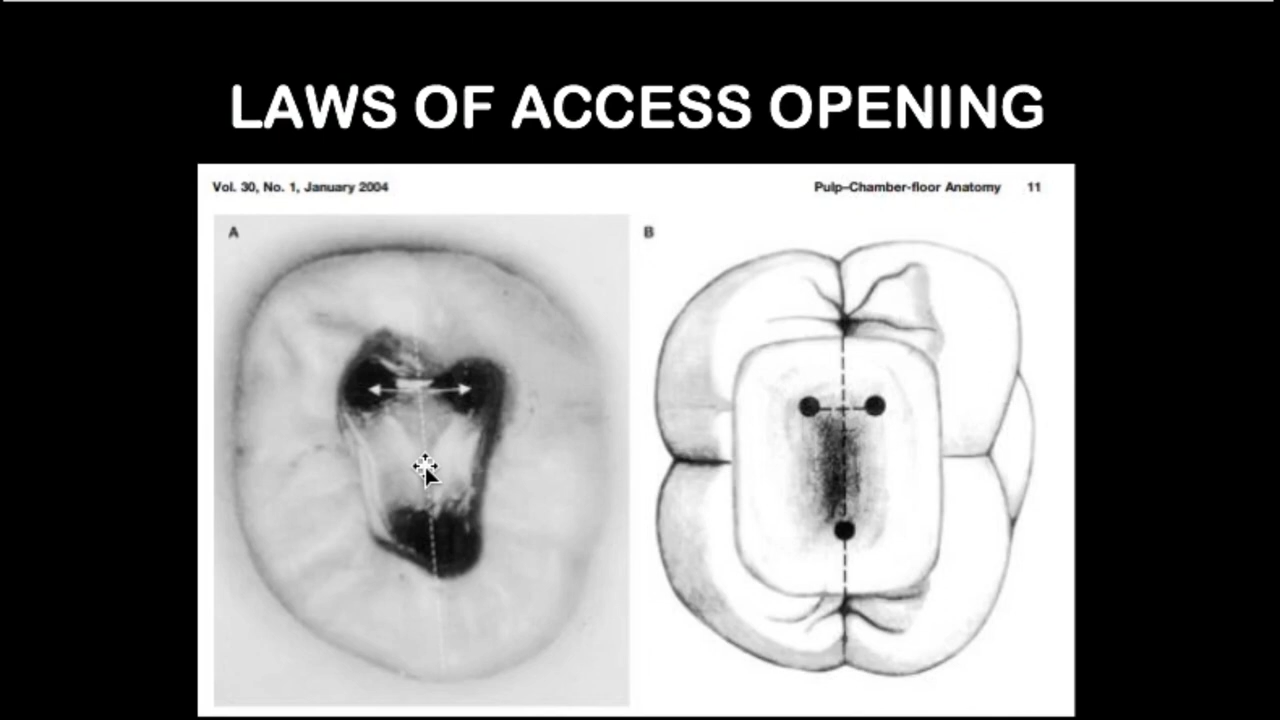 LAWS OF ACCESS OPENING
Vol. 30, No. 1, January 2004
Pulp–Chamber-floor Anatomy 11
A
B